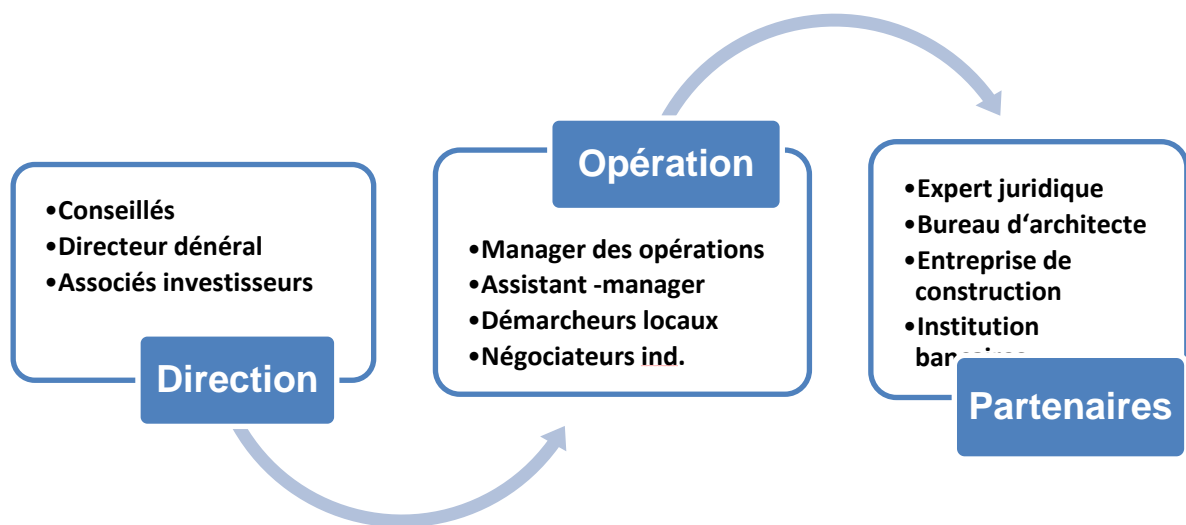 •Conseillés
•Directeur dénéral
•Associés investisseurs
Direction
Opération
•Manager des opérations
•Assistant -manager
•Démarcheurs locaux
•Négociateurs ind.
•Expert juridique
•Bureau d‘architecte
•Entreprise de
construction
•Institution
bancaires
Partenaires